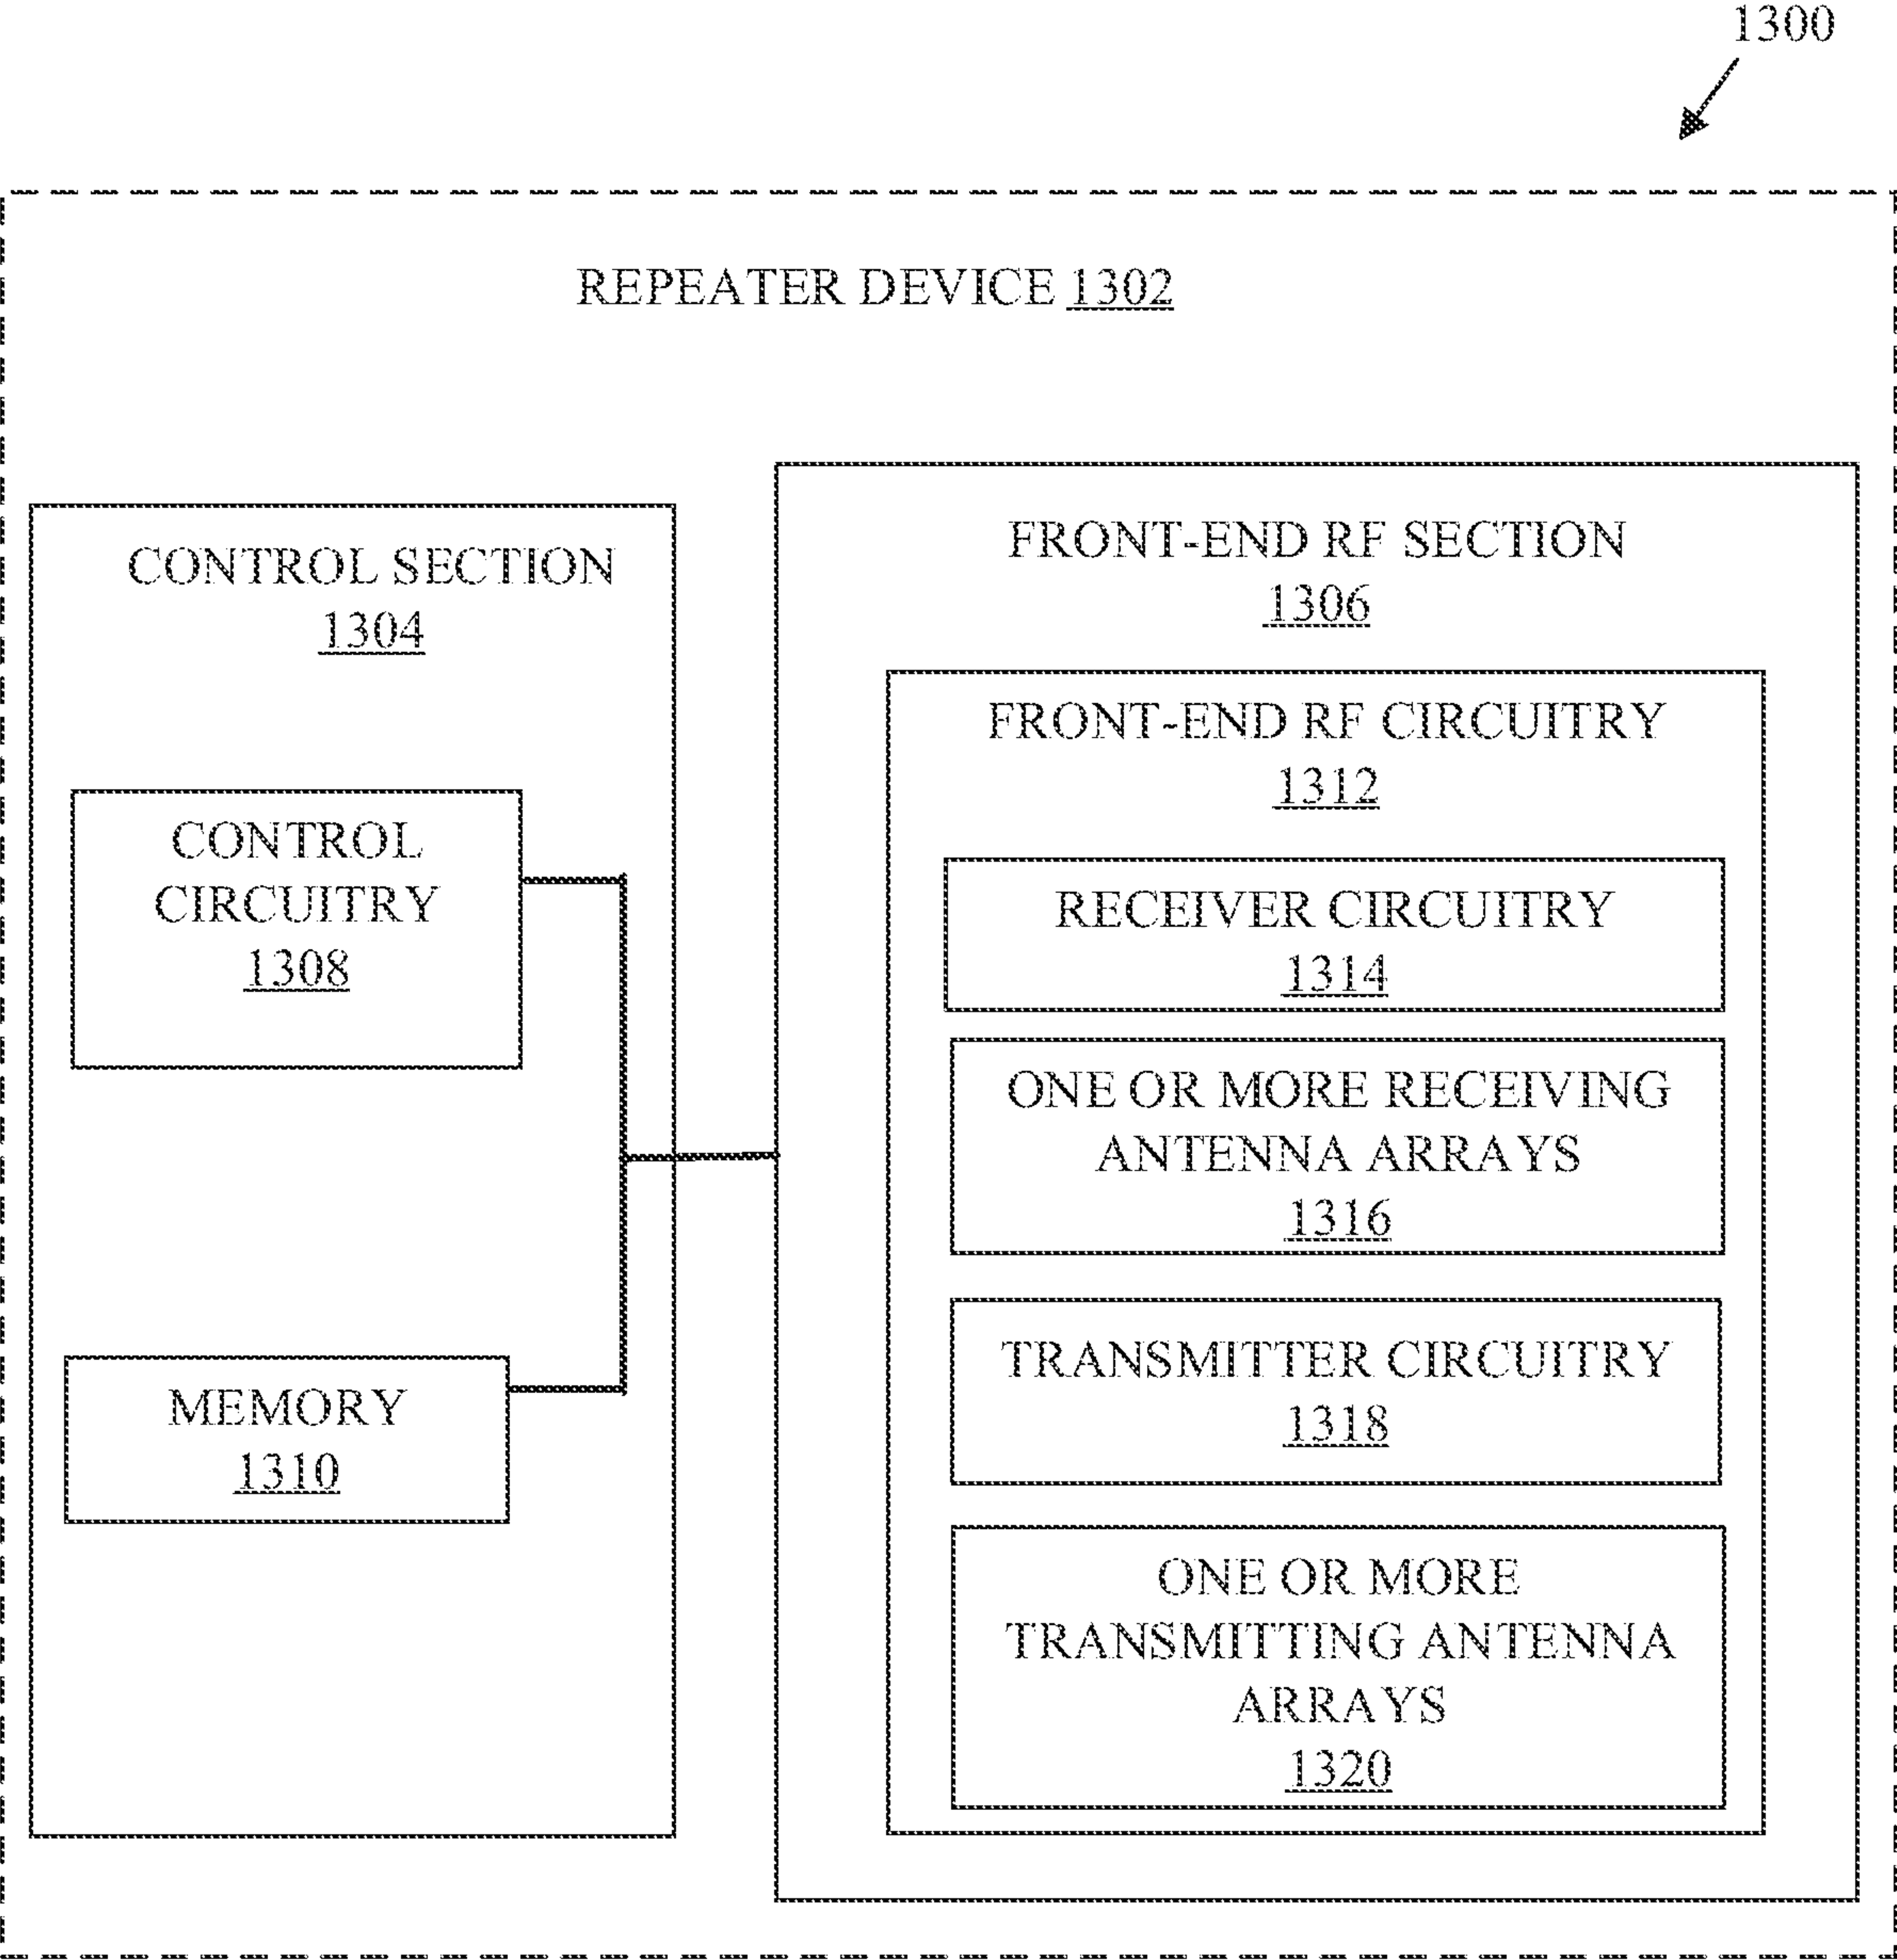 1300
REPEATER DEVICE 1302
CONTROL SECTION
1304
CONTROL
CIRCUITRY
1308
MEMORY
1310
FRONT-END RF SECTION
1306
FRONT-END RF CIRCUITRY
1312
RECEIVER CIRCUITRY
1314
ONE OR MORE RECEIVING
ANTENNA ARRAYS
1316
TRANSMITTER CIRCUITRY
1318
ONE OR MORE
TRANSMITTING ANTENNA
ARRAYS
1320